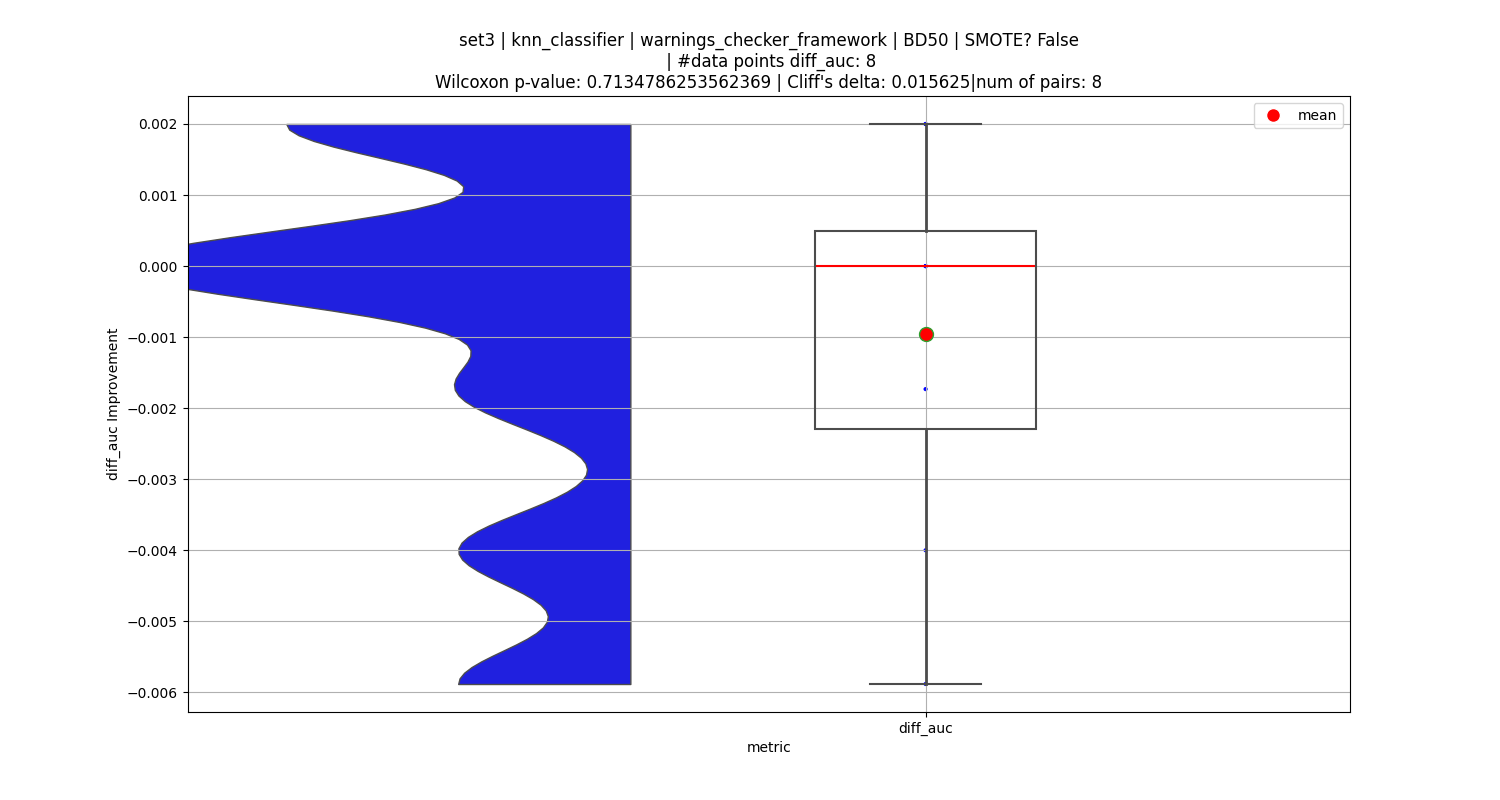 set3 | knn_classifier | warnings_checker_framework | BD50 | SMOTE? False
| #data points diff_auc: 8
Wilcoxon p-value: 0.7134786253562369 | Cliff's delta: 0.015625|num of pairs: 8
mean
0.002
0.001
0.000
−0.001
−0.002
−0.003
−0.004
−0.005
−0.006
diff_auc Improvement
diff_auc
metric